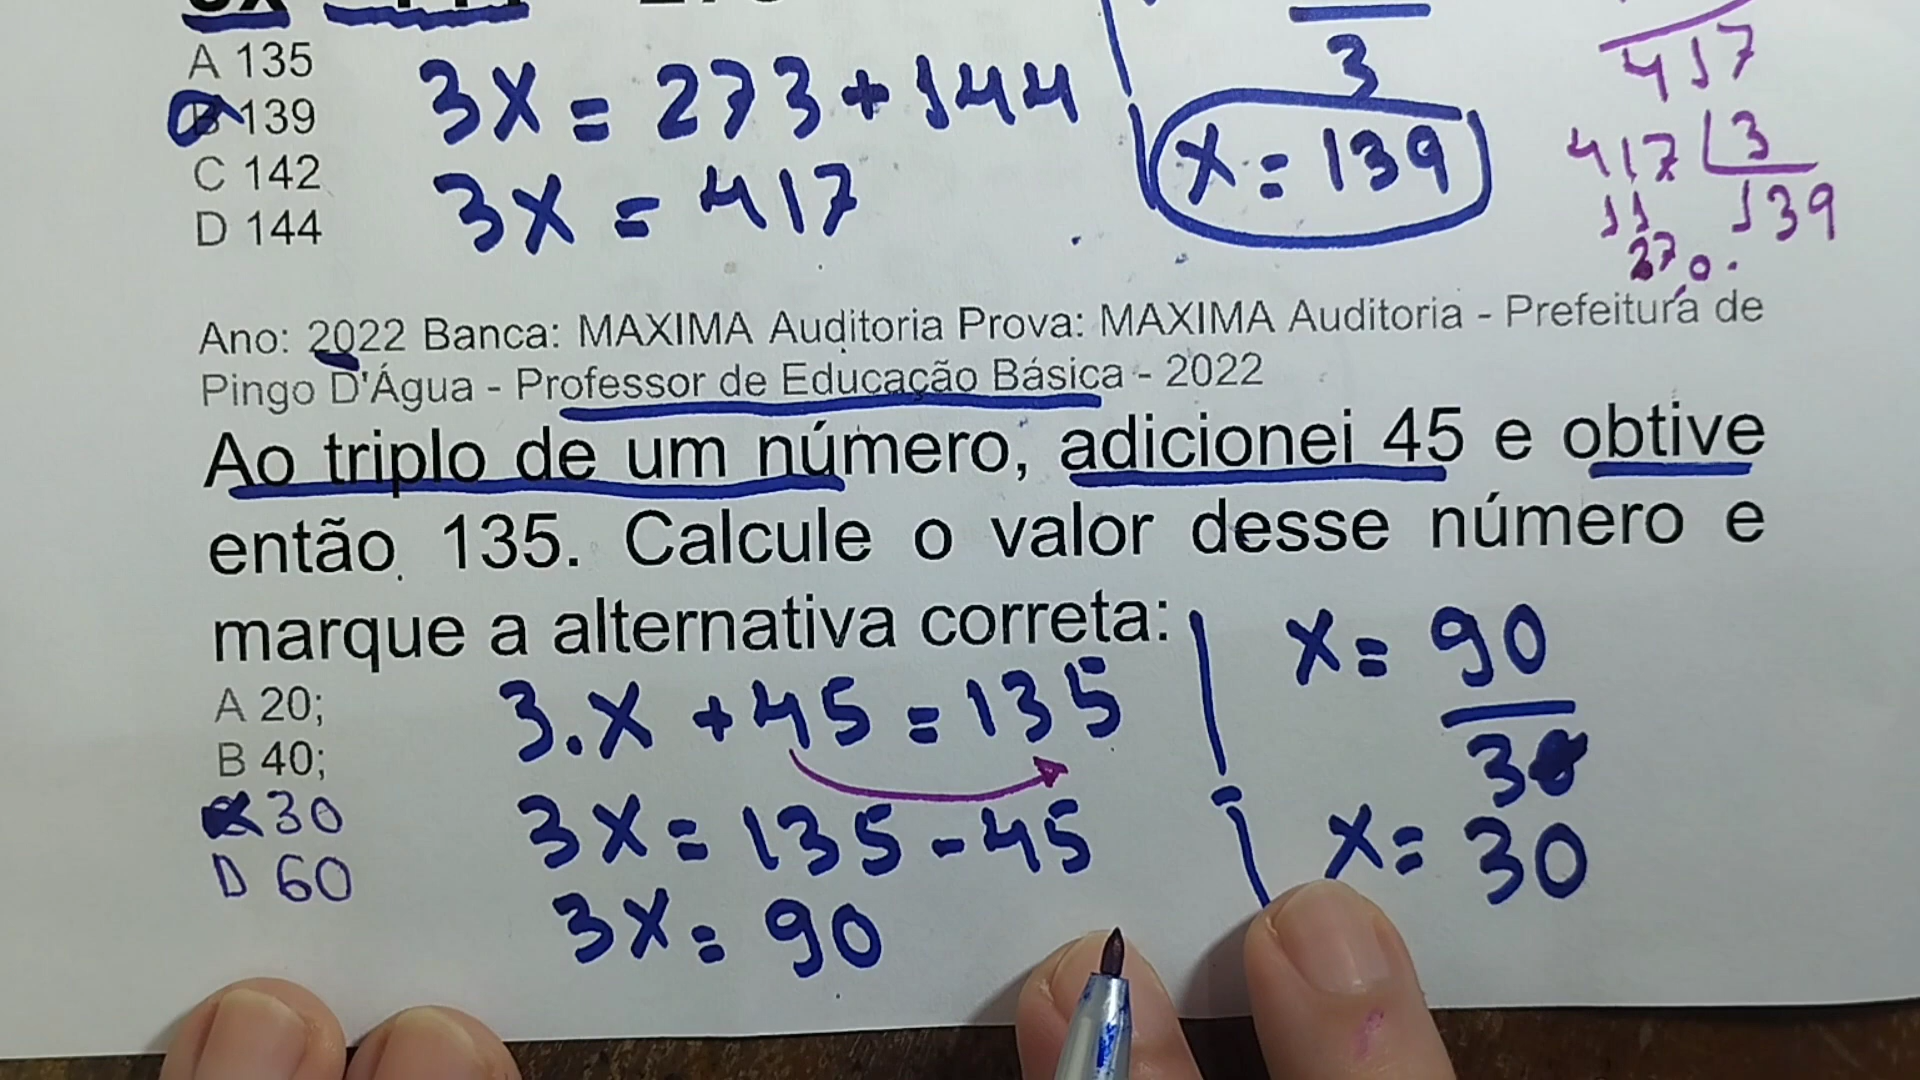 A 135
B 139
C 142
D 144
3X = 273 + 144
3X = 417
3
X = 139
417
417 3
11 139
27
0
Ano: 2022 Banca: MAXIMA Auditoria Prova: MAXIMA Auditoria - Prefeitura de
Pingo D'Água - Professor de Educação Básica - 2022
Ao triplo de um número, adicionei 45 e obtive
então 135. Calcule o valor desse número e
marque a alternativa correta:
A 20;
B 40;
30
D 60
3.X + 45 = 135
3X = 135 - 45
3X = 90
X = 90
3
X = 30